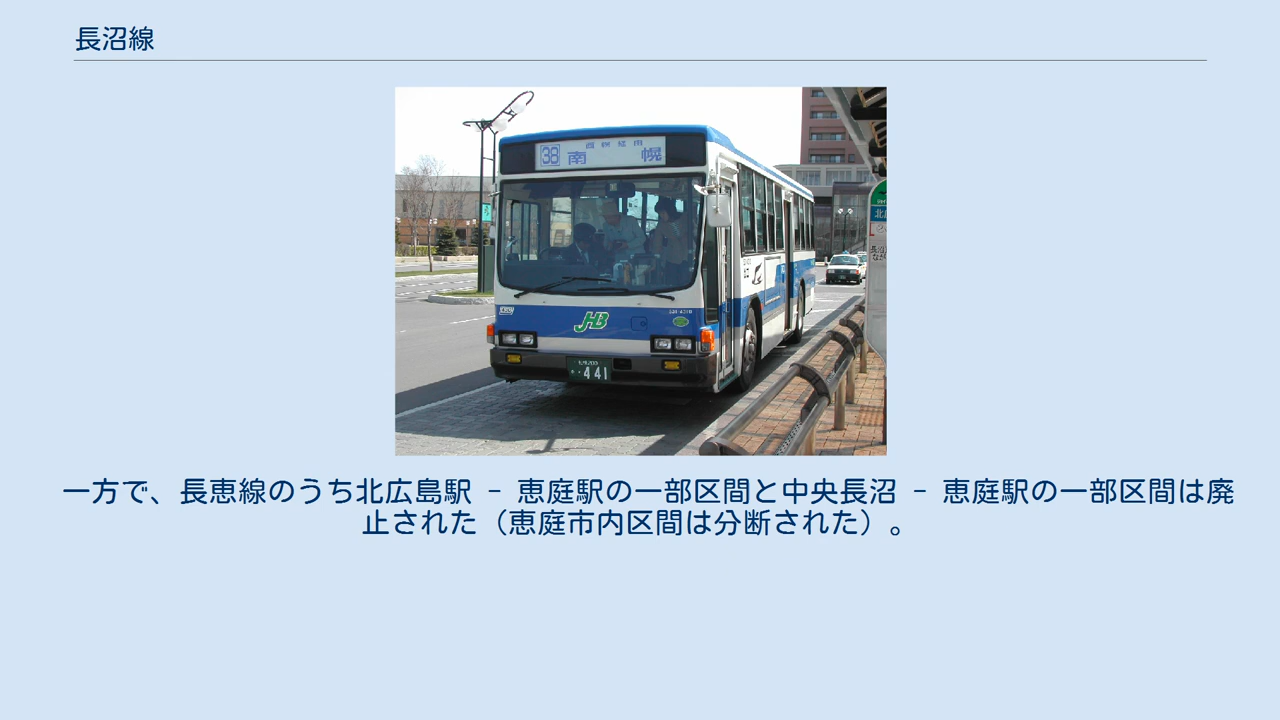 長沼線
38 南 幌
JHB
441
一方で、長恵線のうち北広島駅 － 恵庭駅の一部区間と中央長沼 － 恵庭駅の一部区間は廃
止された（恵庭市内区間は分断された）。